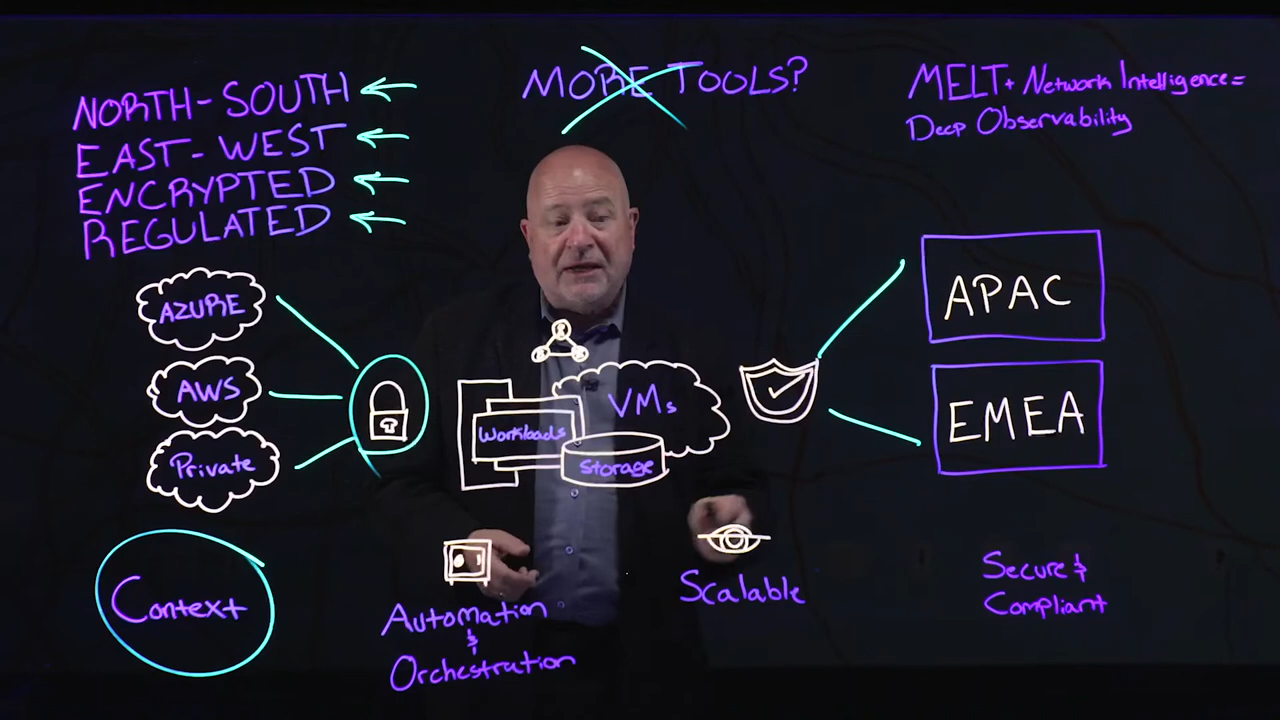 NORTH-SOUTH
EAST-WEST
ENCRYPTED
REGULATED
MORE TOOLS?
MELT+ Network Intelligence=
Deep Observability
AZURE
AWS
Private
Workloads
VMs
Storage
APAC
EMEA
Context
Automation
&
Orchestration
Scalable
Secure &
Compliant